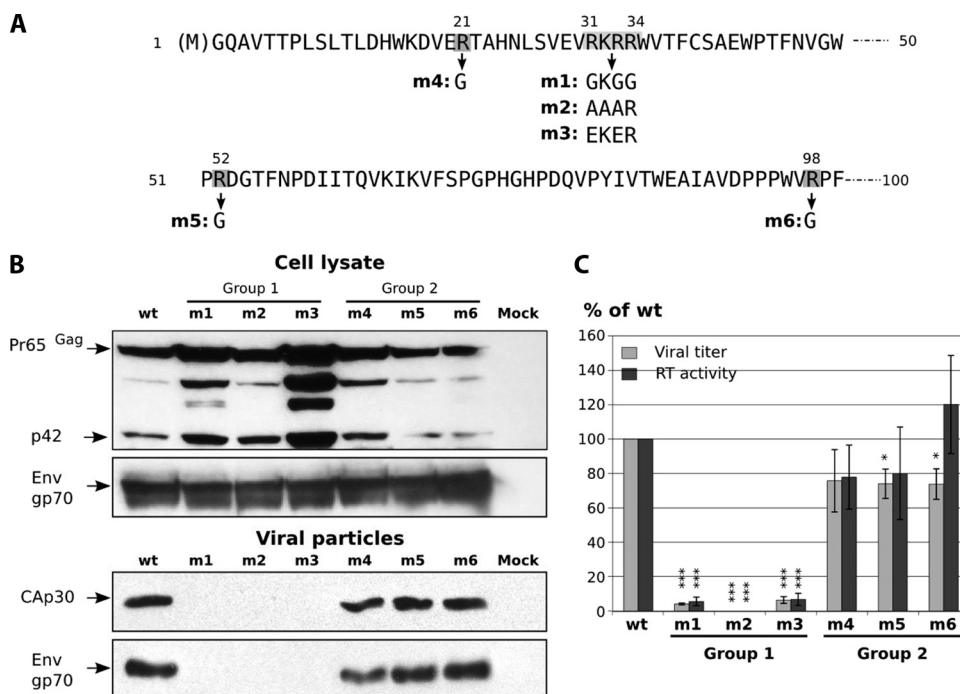 A
21 31 34
1 (M)GQAVTTPLSLTLDHWKDVERTAHNLSVEVRKRRWVTFCSAEWPTFNVGW 50
m4: G m1: GKGG
m2: AAAR
m3: EKER
52 98
51 PRDGTFNPDIITQVKIKVFSPGPHGHPDQVPYIVTWEAIAVDPPPWVRPF 100
m5: G m6: G
B
Cell lysate
Group 1 Group 2
wt m1 m2 m3 m4 m5 m6 Mock
Pr65 Gag
p42
Env
gp70
Viral particles
wt m1 m2 m3 m4 m5 m6 Mock
CAp30
Env
gp70
C
% of wt
160
140
120
100
80
60
40
20
0
Viral titer
RT activity
* *
*** *** *** *** *** ***
wt m1 m2 m3 m4 m5 m6
Group 1 Group 2